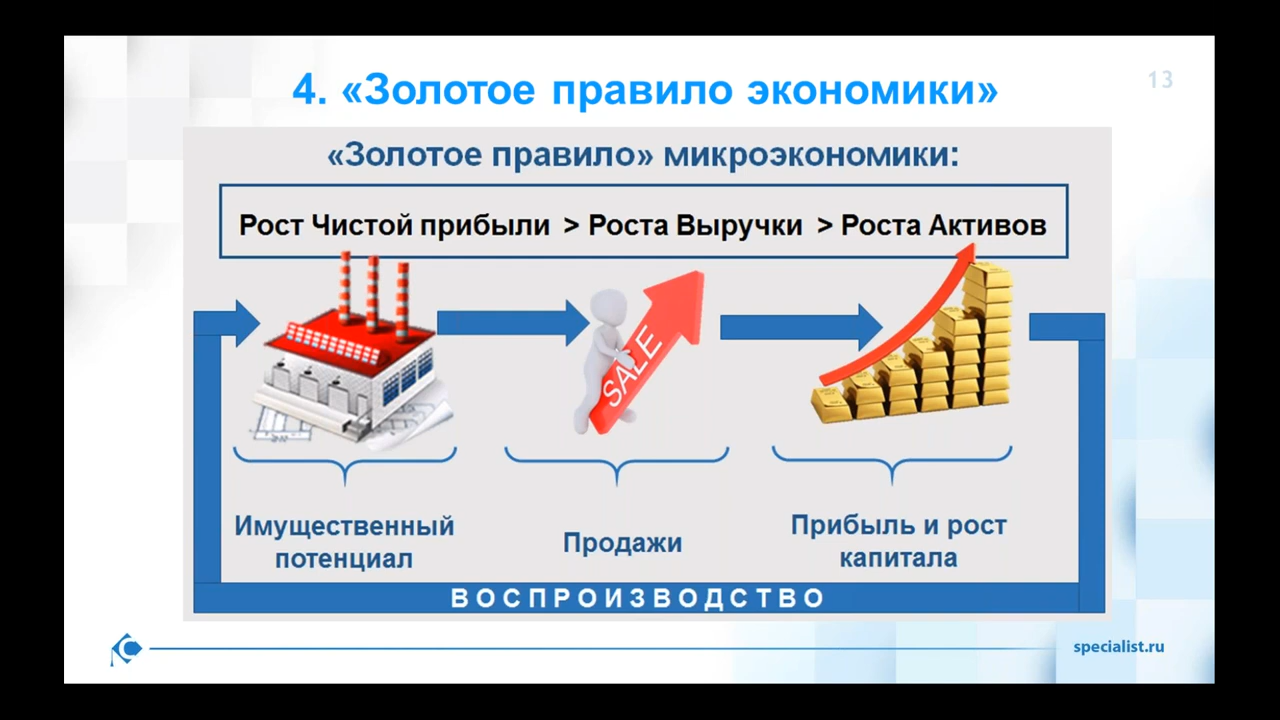 4. «Золотое правило экономики»
13
«Золотое правило» микроэкономики:
Рост Чистой прибыли > Роста Выручки > Роста Активов
SALE
Имущественный
потенциал
Продажи
Прибыль и рост
капитала
ВОСПРОИЗВОДСТВО
specialist.ru